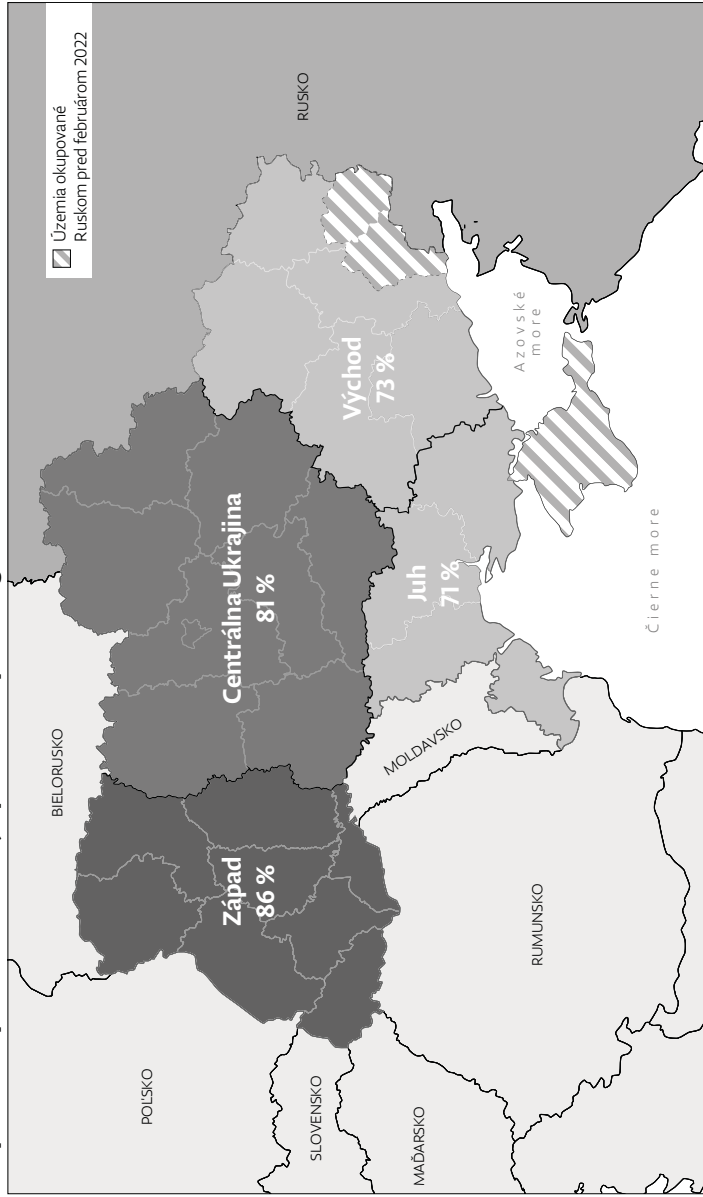 Územia okupované
Ruskom pred februárom 2022
RUSKO
BIELORUSKO
POĽSKO
SLOVENSKO
MAĎARSKO
RUMUNSKO
MOLDAVSKO
Západ
86 %
Centrálna Ukrajina
81 %
Východ
73 %
Juh
71 %
Azovské
more
Čierne more